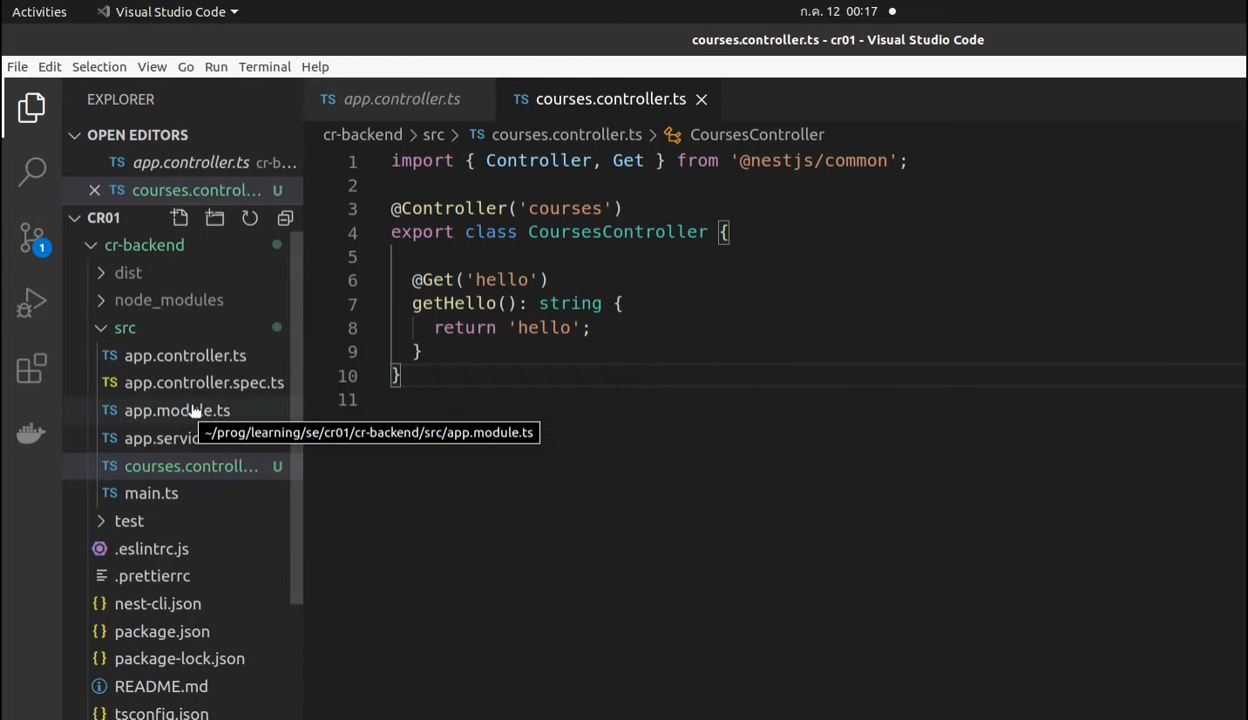 Activities
Visual Studio Code
ก.ค. 12 00:17
courses.controller.ts - cr01 - Visual Studio Code
File Edit Selection View Go Run Terminal Help
EXPLORER
TS app.controller.ts
TS courses.controller.ts
OPEN EDITORS
cr-backend > src > TS courses.controller.ts > CoursesController
TS app.controller.ts cr-b...
TS courses.control... U
CR01
cr-backend
dist
node_modules
src
TS app.controller.ts
TS app.controller.spec.ts
TS app.module.ts
TS app.servic
~/prog/learning/se/cr01/cr-backend/src/app.module.ts
TS courses.controll... U
TS main.ts
test
.eslintrc.js
.prettierrc
{} nest-cli.json
{} package.json
{} package-lock.json
README.md
tsconfig.json
1
1 import { Controller, Get } from '@nestjs/common';
2
3 @Controller('courses')
4 export class CoursesController {
5
6 @Get('hello')
7 getHello(): string {
8 return 'hello';
9 }
10 }
11